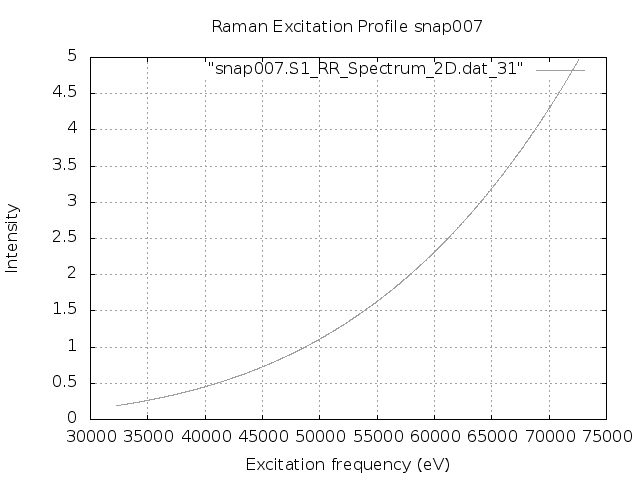 Raman Excitation Profile snap007
"snap007.S1_RR_Spectrum_2D.dat_31"
5
4.5
4
3.5
3
2.5
2
1.5
1
0.5
0
Intensity
30000 35000 40000 45000 50000 55000 60000 65000 70000 75000
Excitation frequency (eV)